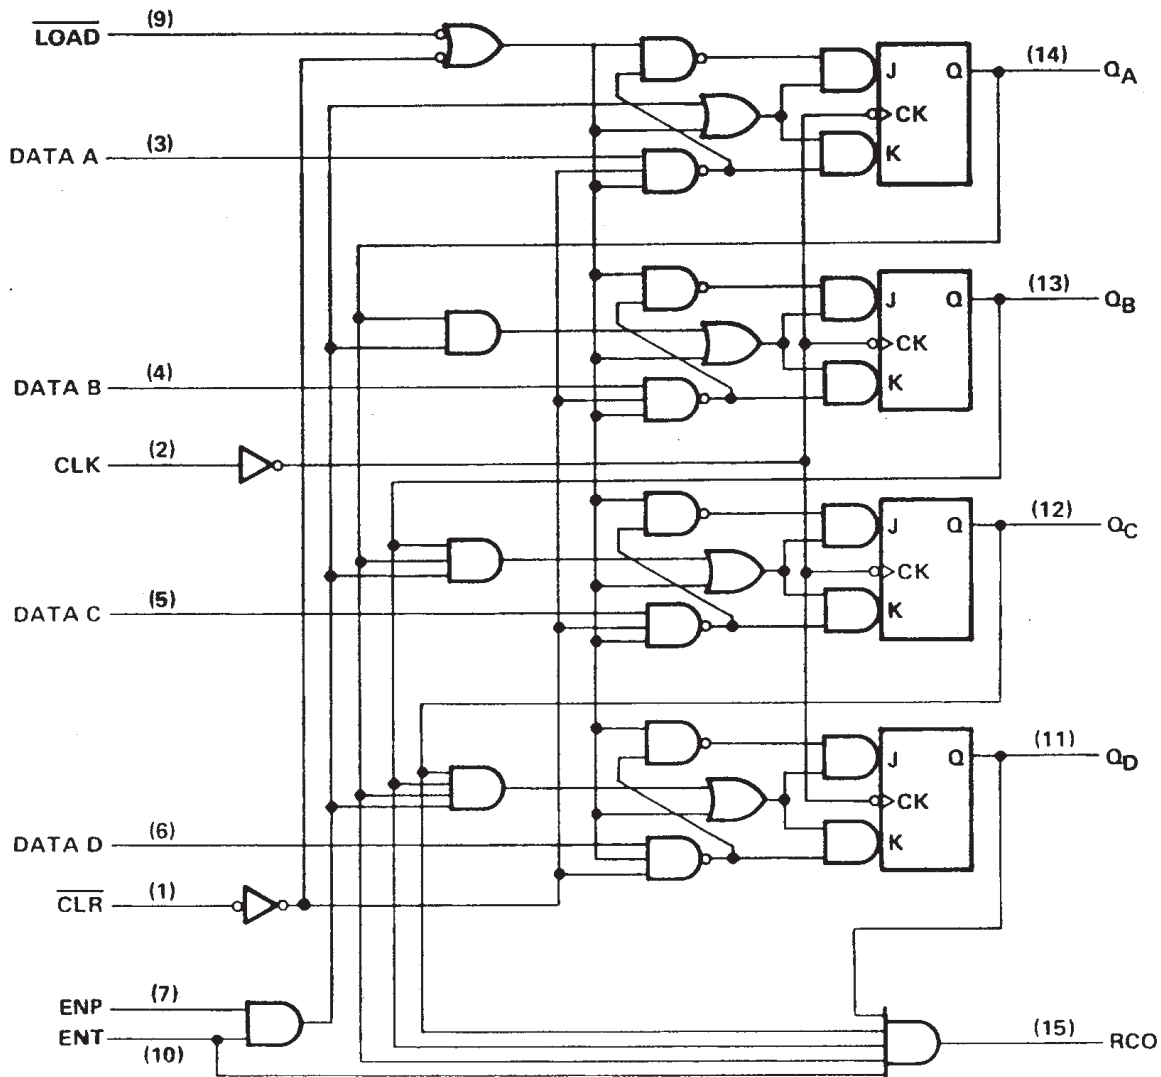 LOAD (9)
(14) QA
J Q
CK
K
DATA A (3)
(13) QB
J Q
CK
K
DATA B (4)
CLK (2)
(12) QC
J Q
CK
K
DATA C (5)
(11) QD
J Q
CK
K
DATA D (6)
CLR (1)
ENP (7)
ENT (10)
(15) RCO